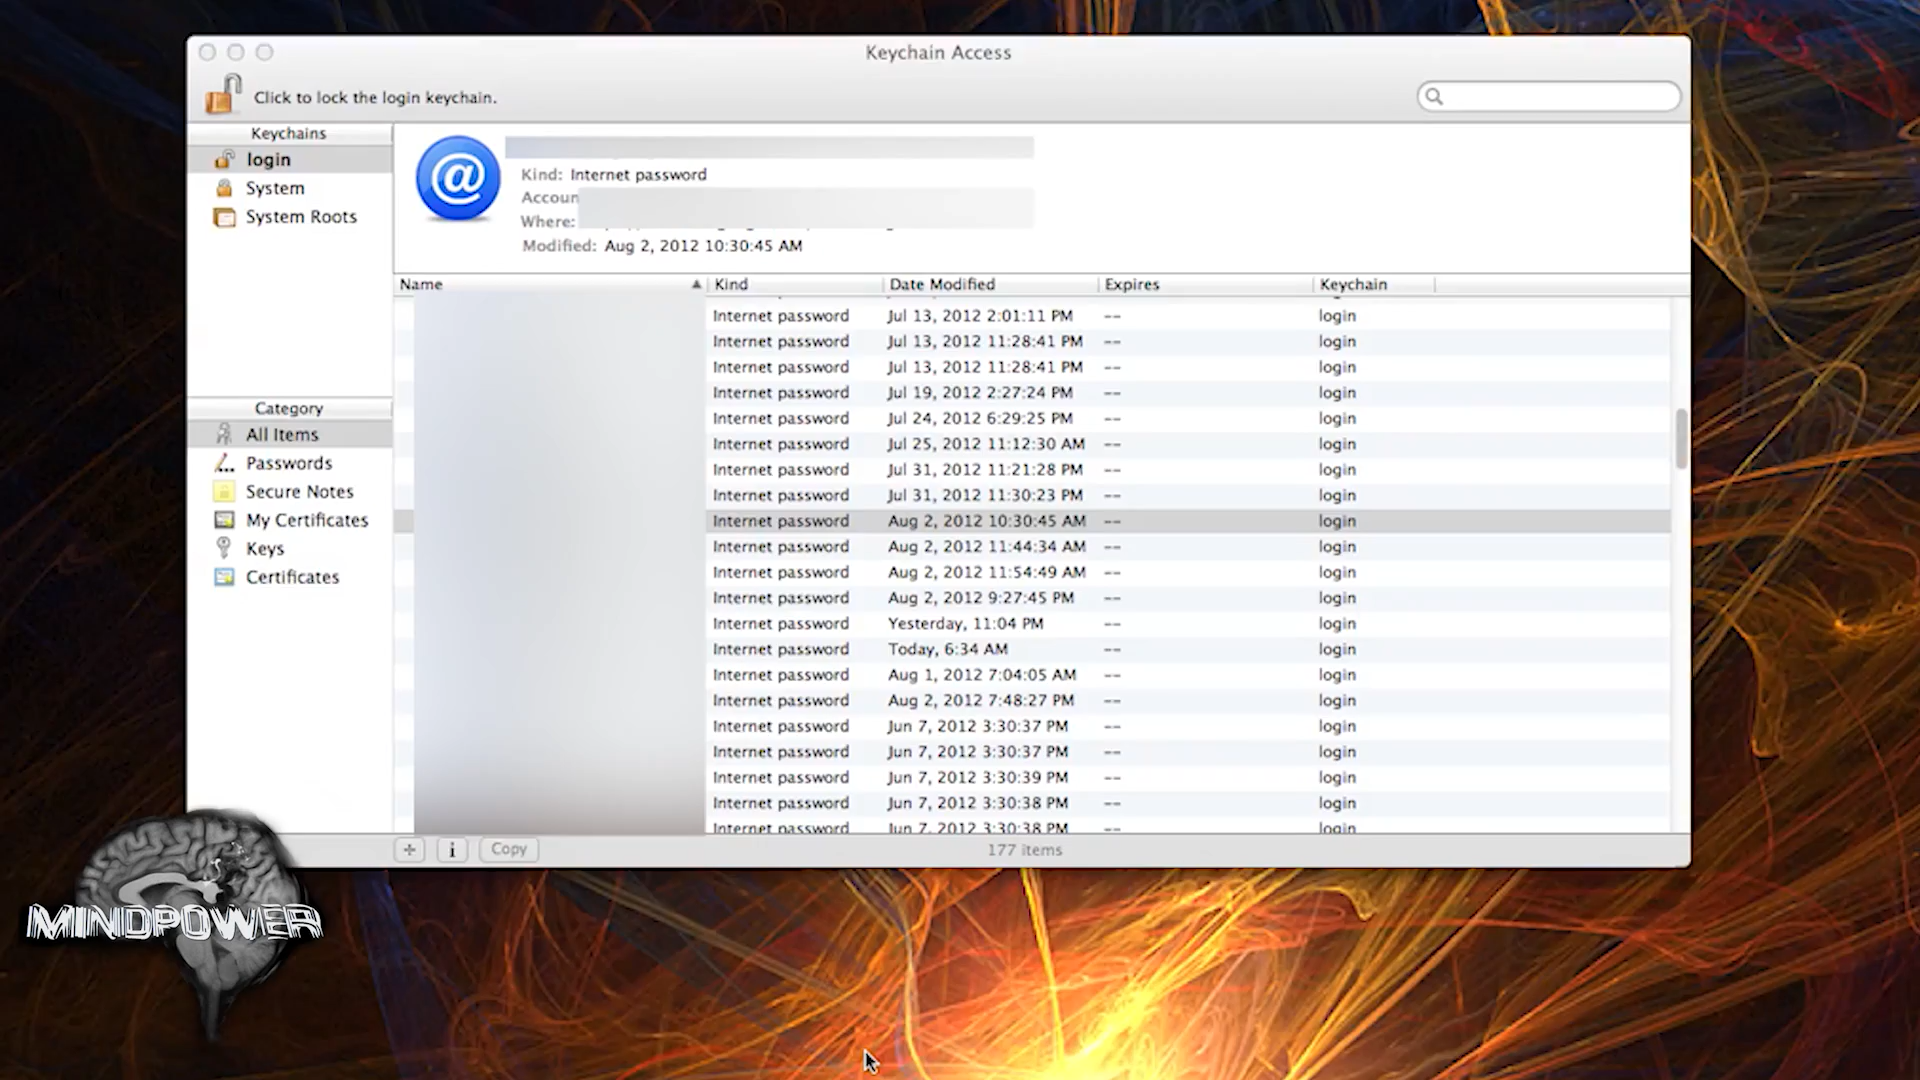 Keychain Access
Click to lock the login keychain.
Keychains
login
System
System Roots
Kind: Internet password
Accoun
Where:
Modified: Aug 2, 2012 10:30:45 AM
Name Kind Date Modified Expires Keychain
Internet password Jul 13, 2012 2:01:11 PM -- login
Internet password Jul 13, 2012 11:28:41 PM -- login
Internet password Jul 13, 2012 11:28:41 PM -- login
Internet password Jul 19, 2012 2:27:24 PM -- login
Internet password Jul 24, 2012 6:29:25 PM -- login
Internet password Jul 25, 2012 11:12:30 AM -- login
Internet password Jul 31, 2012 11:21:28 PM -- login
Internet password Jul 31, 2012 11:30:23 PM -- login
Internet password Aug 2, 2012 10:30:45 AM -- login
Internet password Aug 2, 2012 11:44:34 AM -- login
Internet password Aug 2, 2012 11:54:49 AM -- login
Internet password Aug 2, 2012 9:27:45 PM -- login
Internet password Yesterday, 11:04 PM -- login
Internet password Today, 6:34 AM -- login
Internet password Aug 1, 2012 7:04:05 AM -- login
Internet password Aug 2, 2012 7:48:27 PM -- login
Internet password Jun 7, 2012 3:30:37 PM -- login
Internet password Jun 7, 2012 3:30:37 PM -- login
Internet password Jun 7, 2012 3:30:39 PM -- login
Internet password Jun 7, 2012 3:30:38 PM -- login
Internet password Jun 7, 2012 3:30:38 PM -- login
Category
All Items
Passwords
Secure Notes
My Certificates
Keys
Certificates
+ i Copy 177 items
MINDPOWER